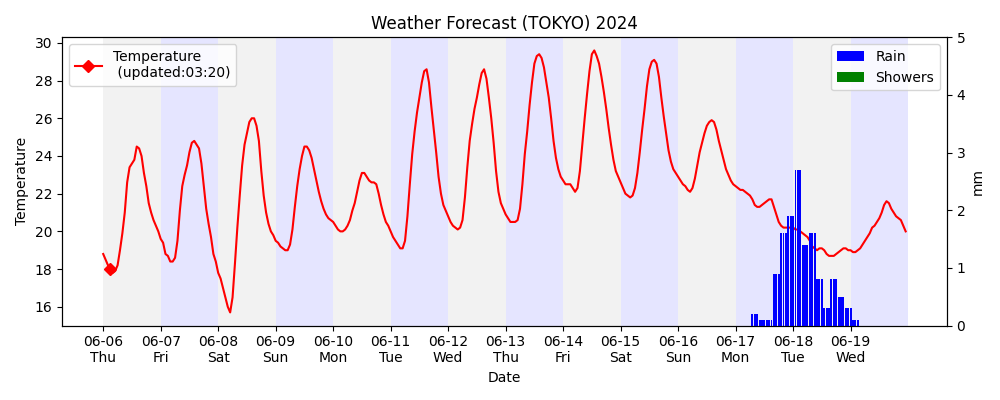 Weather Forecast (TOKYO) 2024
Temperature
(updated:03:20)
Rain
Showers
30
28
26
24
22
20
18
16
Temperature
5
4
3
2
1
0
mm
06-06 06-07 06-08 06-09 06-10 06-11 06-12 06-13 06-14 06-15 06-16 06-17 06-18 06-19
Thu Fri Sat Sun Mon Tue Wed Thu Fri Sat Sun Mon Tue Wed
Date